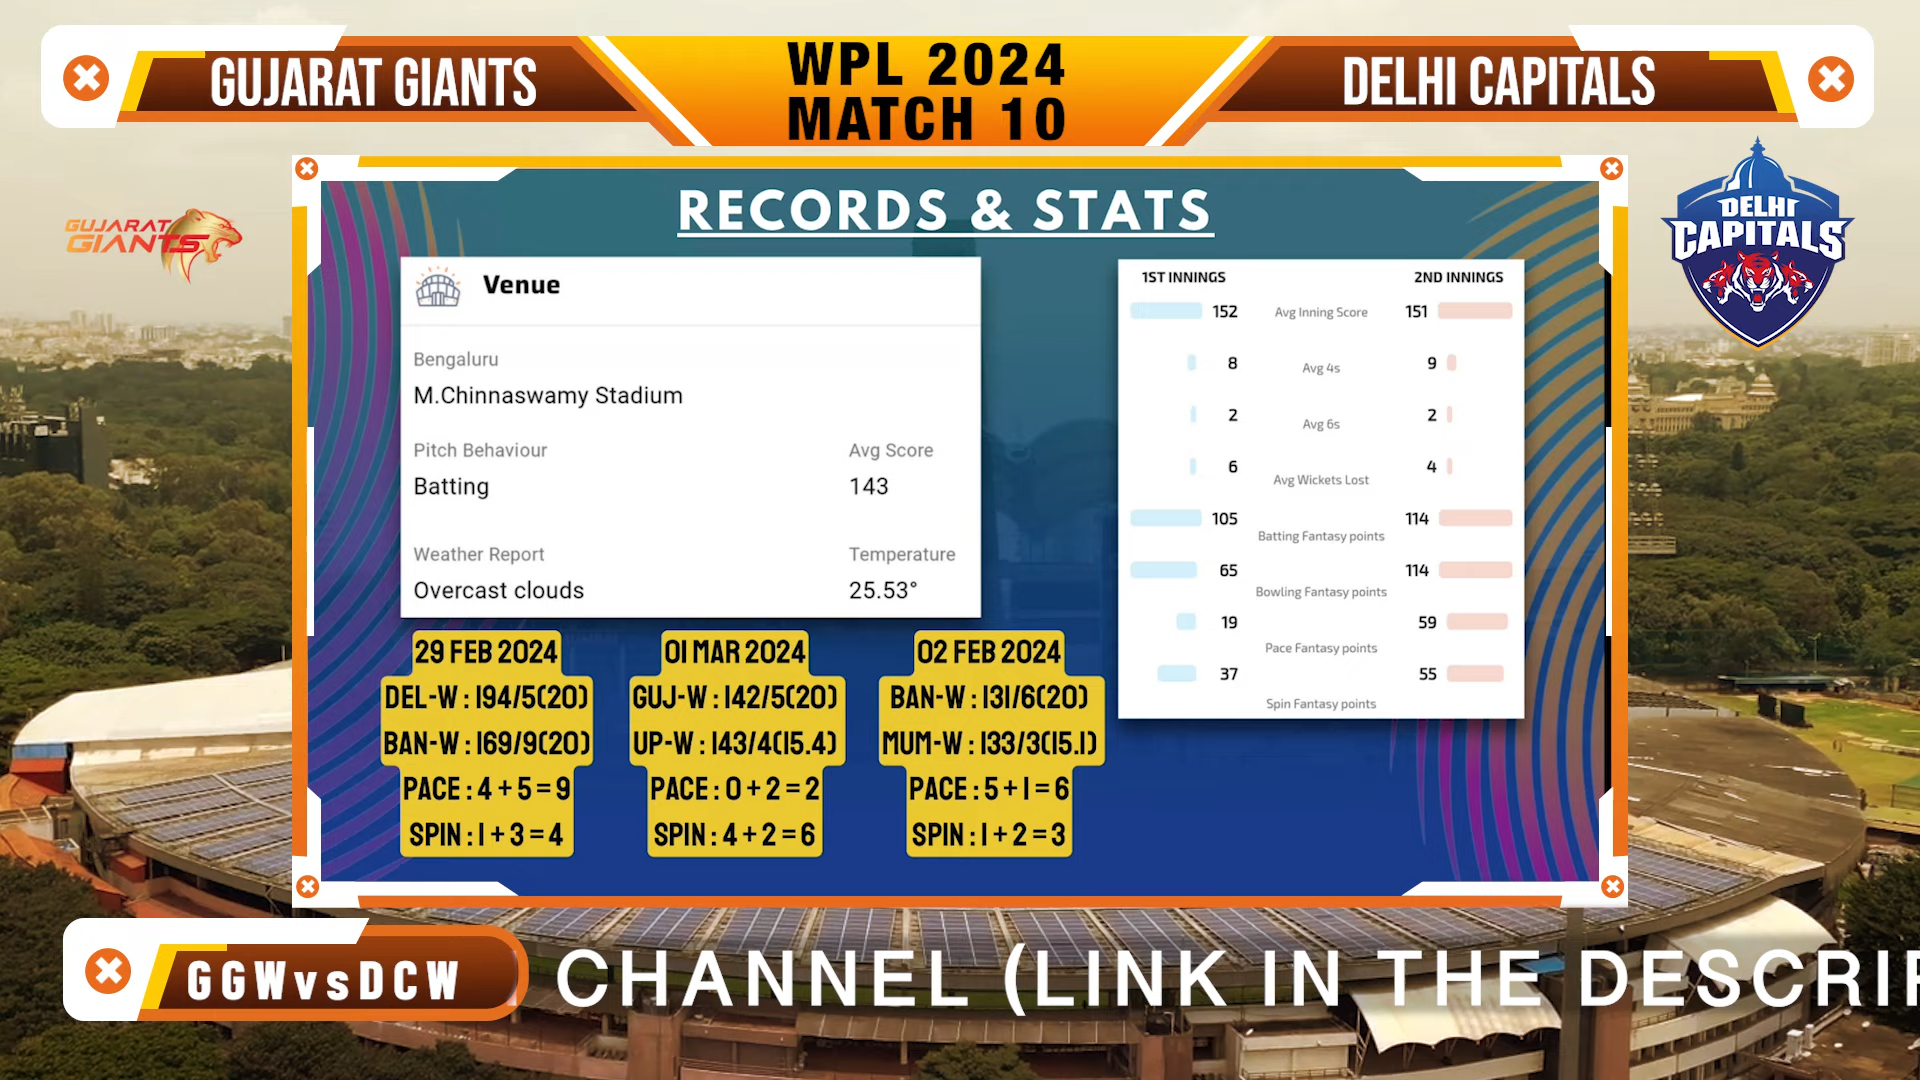 GUJARAT GIANTS
WPL 2024
MATCH 10
DELHI CAPITALS
GUJARAT
GIANTS
DELHI
CAPITALS
RECORDS & STATS
Venue
Bengaluru
M.Chinnaswamy Stadium
Pitch Behaviour Avg Score
Batting 143
Weather Report Temperature
Overcast clouds 25.53°
1ST INNINGS 2ND INNINGS
152 Avg Inning Score 151
8 Avg 4s 9
2 Avg 6s 2
6 Avg Wickets Lost 4
105 Batting Fantasy points 114
65 Bowling Fantasy points 114
19 Pace Fantasy points 59
37 Spin Fantasy points 55
29 FEB 2024
DEL-W : 194/5(20)
BAN-W : 169/9(20)
PACE : 4 + 5 = 9
SPIN : 1 + 3 = 4
01 MAR 2024
GUJ-W : 142/5(20)
UP-W : 143/4(15.4)
PACE : 0 + 2 = 2
SPIN : 4 + 2 = 6
02 FEB 2024
BAN-W : 131/6(20)
MUM-W : 133/3(15.1)
PACE : 5 + 1 = 6
SPIN : 1 + 2 = 3
GGWvsDCW
CHANNEL (LINK IN THE DESCRIP